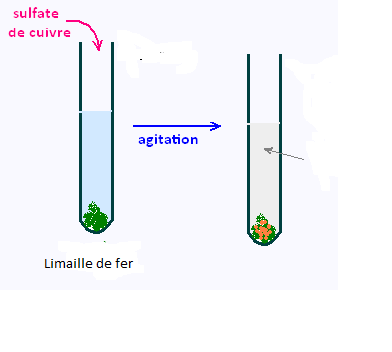 sulfate
de cuivre
agitation
Limaille de fer